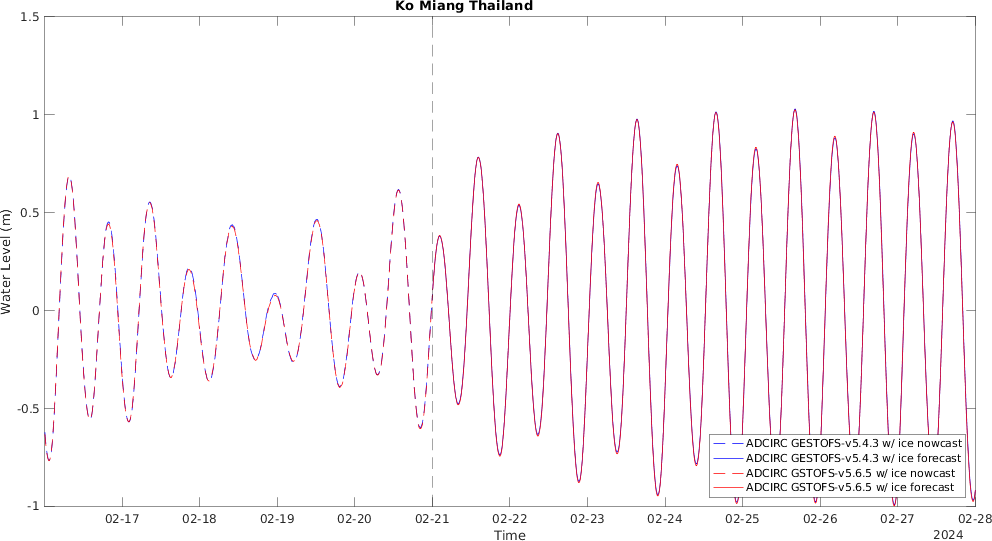 Ko Miang Thailand
1.5
1
0.5
0
-0.5
-1
Water Level (m)
ADCIRC GESTOFS-v5.4.3 w/ ice nowcast
ADCIRC GESTOFS-v5.4.3 w/ ice forecast
ADCIRC GSTOFS-v5.6.5 w/ ice nowcast
ADCIRC GSTOFS-v5.6.5 w/ ice forecast
02-17 02-18 02-19 02-20 02-21 02-22 02-23 02-24 02-25 02-26 02-27 02-28
Time
2024